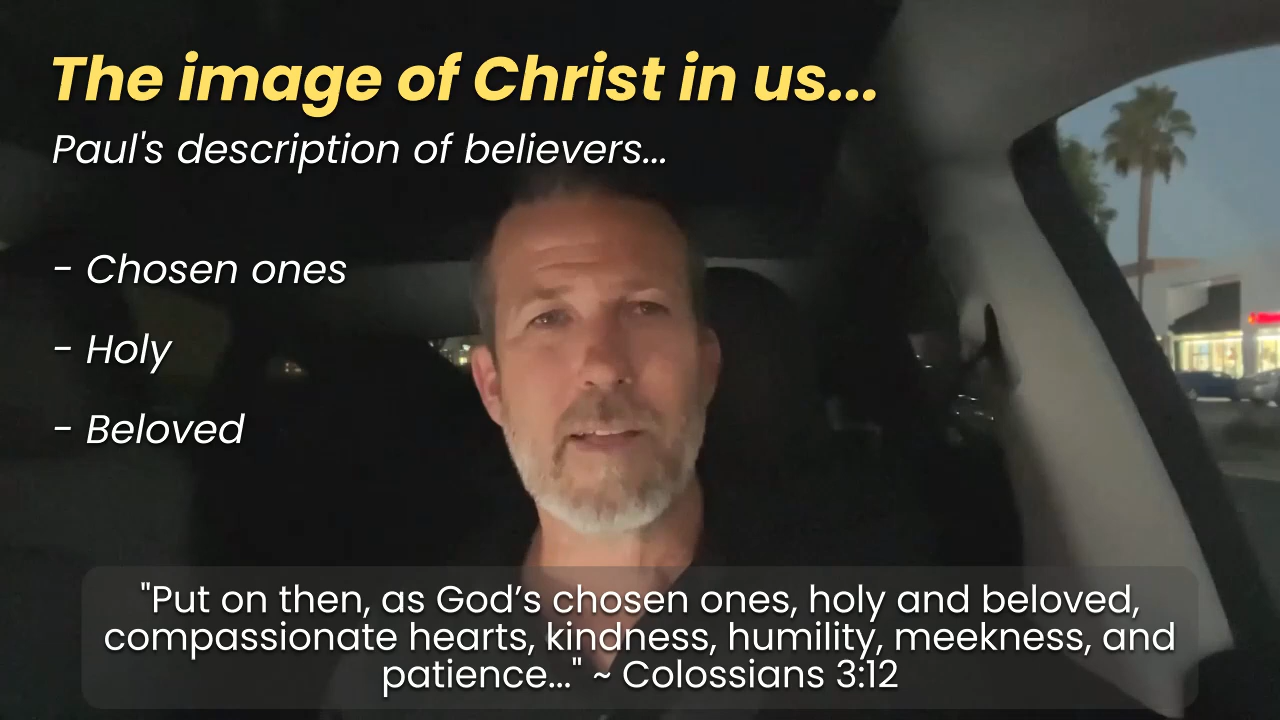 The image of Christ in us...
Paul's description of believers...
- Chosen ones
- Holy
- Beloved
"Put on then, as God’s chosen ones, holy and beloved,
compassionate hearts, kindness, humility, meekness, and
patience..." ~ Colossians 3:12